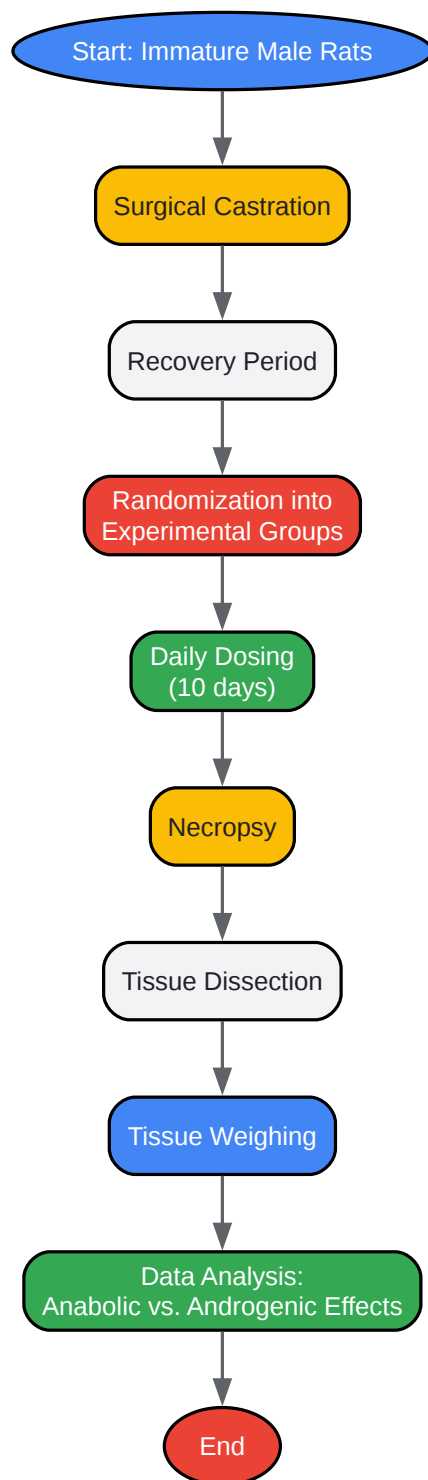 Start: Immature Male Rats
Surgical Castration
Recovery Period
Randomization into
Experimental Groups
Daily Dosing
(10 days)
Necropsy
Tissue Dissection
Tissue Weighing
Data Analysis:
Anabolic vs. Androgenic Effects
End